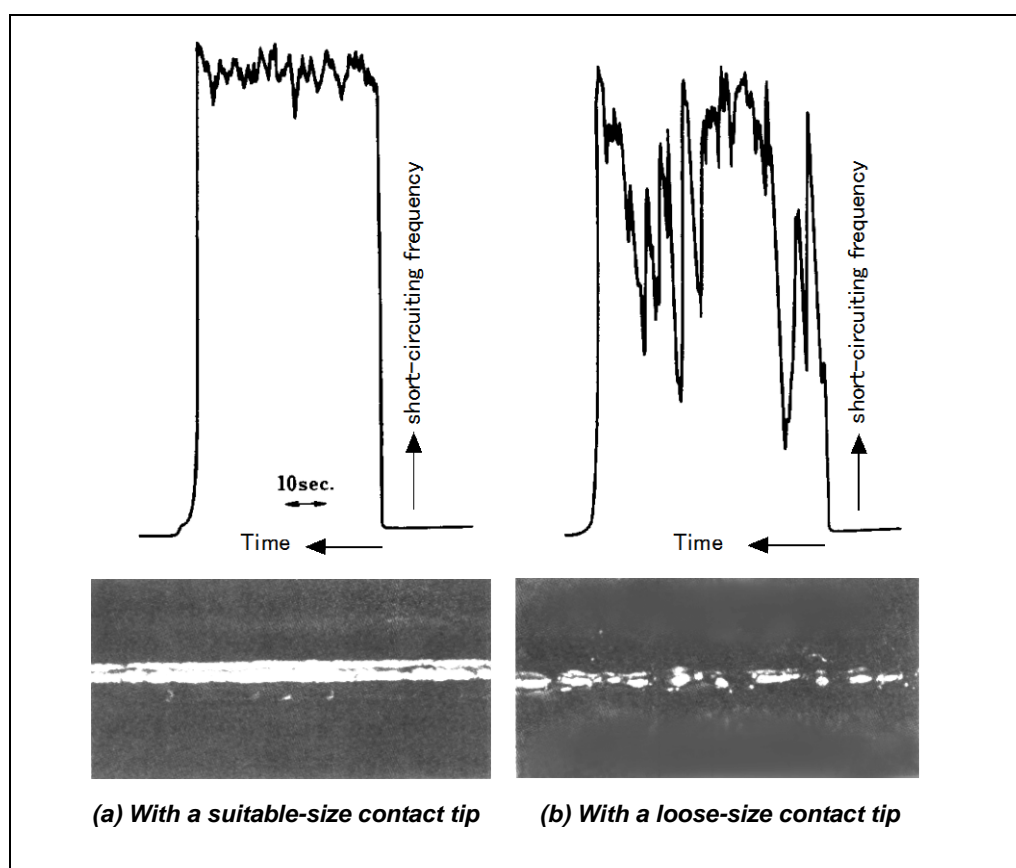 short-circuiting frequency
10sec.
Time
short-circuiting frequency
Time
(a) With a suitable-size contact tip
(b) With a loose-size contact tip